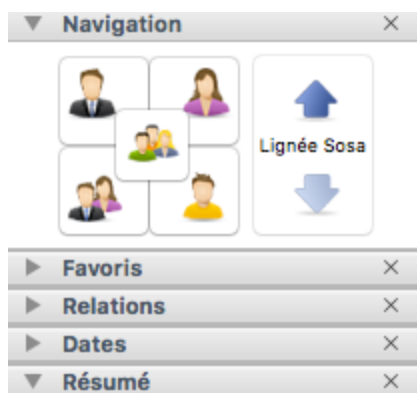 Navigation
Lignée Sosa
Favoris
Relations
Dates
Résumé